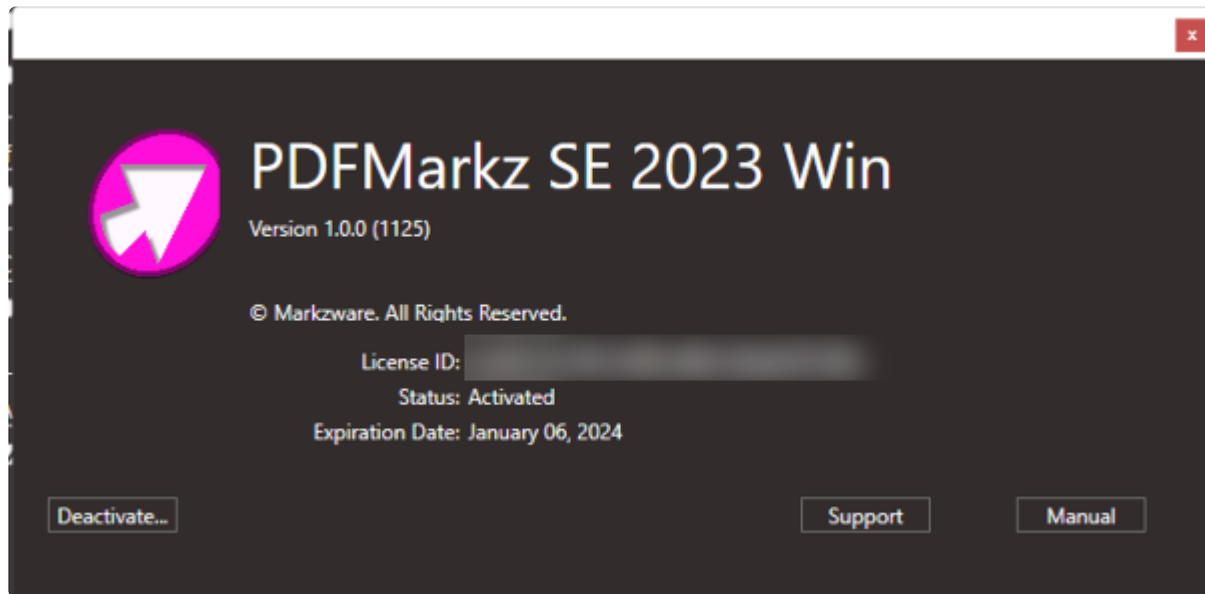 x
PDFMarkz SE 2023 Win
Version 1.0.0 (1125)
© Markzware. All Rights Reserved.
License ID:
Status: Activated
Expiration Date: January 06, 2024
Deactivate...
Support
Manual